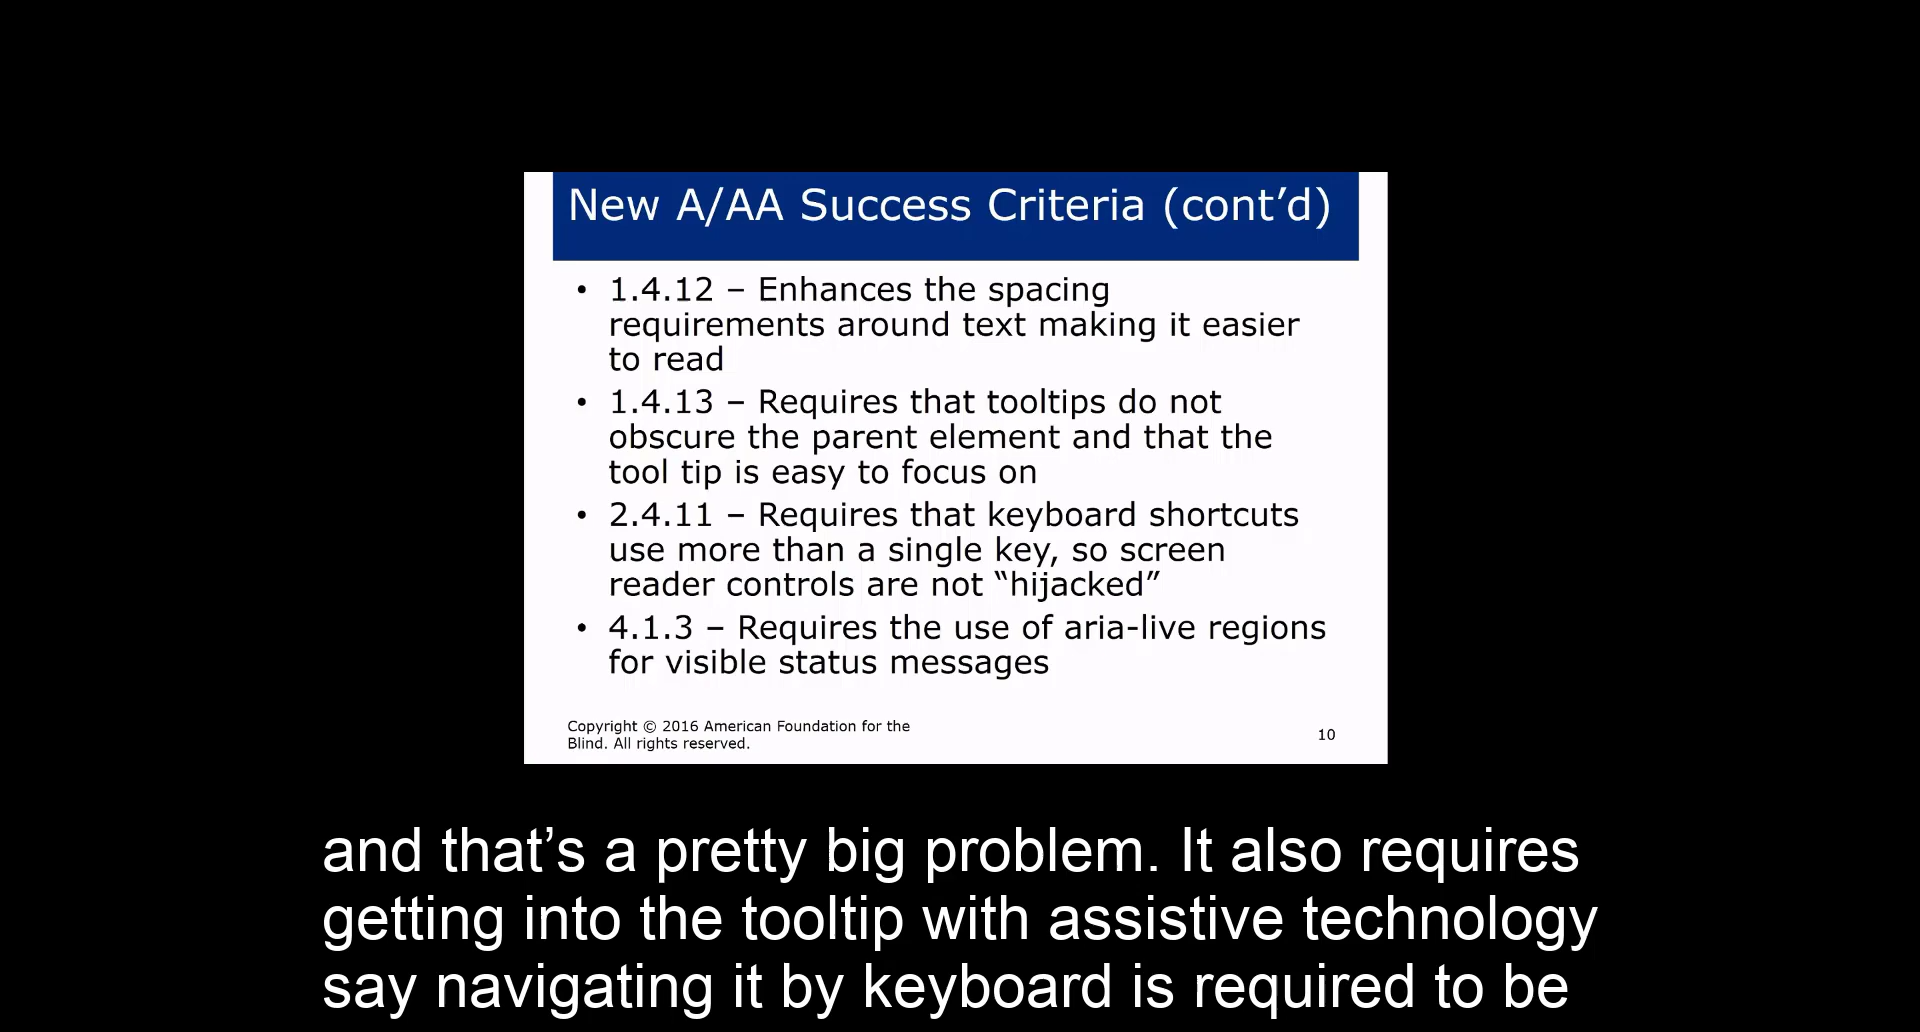 New A/AA Success Criteria (cont’d)
• 1.4.12 – Enhances the spacing
requirements around text making it easier
to read
• 1.4.13 – Requires that tooltips do not
obscure the parent element and that the
tool tip is easy to focus on
• 2.4.11 – Requires that keyboard shortcuts
use more than a single key, so screen
reader controls are not “hijacked”
• 4.1.3 – Requires the use of aria-live regions
for visible status messages
Copyright © 2016 American Foundation for the
Blind. All rights reserved.
10
and that’s a pretty big problem. It also requires
getting into the tooltip with assistive technology
say navigating it by keyboard is required to be